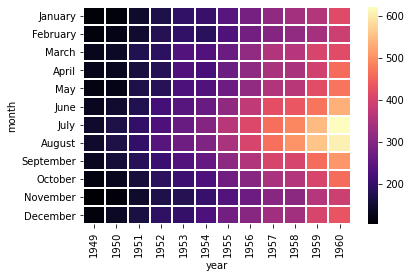 January
February
March
April
May
June
July
August
September
October
November
December
month
1949 1950 1951 1952 1953 1954 1955 1956 1957 1958 1959 1960
year
600
500
400
300
200